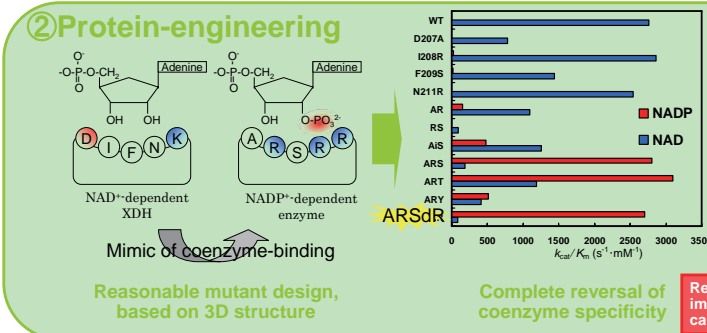 ②Protein-engineering
O⁻
-O-P-O-CH₂
O
O
Adenine
OH OH
D I F N K
NAD⁺-dependent
XDH
O⁻
-O-P-O-CH₂
O
O
Adenine
OH O-PO₃²⁻
A R S R R
NADP⁺-dependent
enzyme
Mimic of coenzyme-binding
Reasonable mutant design,
based on 3D structure
WT
D207A
I208R
F209S
N211R
AR
RS
AiS
ARS
ART
ARY
ARSdR
NADP
NAD
0 500 1000 1500 2000 2500 3000 3500
kcat/Km (s⁻¹·mM⁻¹)
Complete reversal of
coenzyme specificity
Re
im
ca